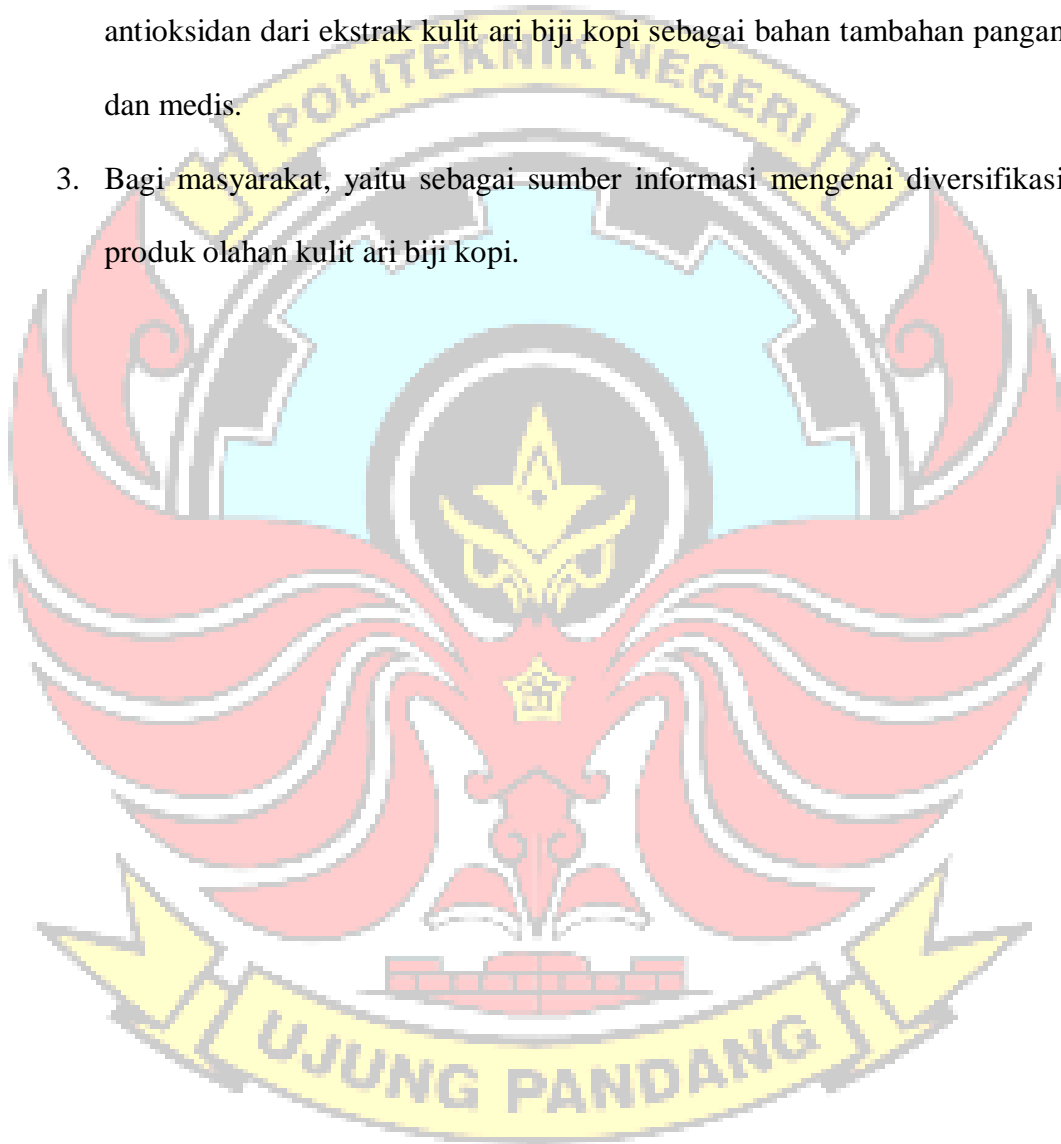 antioksidan dari ekstrak kulit ari biji kopi sebagai bahan tambahan pangan
POLITEKNIK NEGERI
dan medis.
3. Bagi masyarakat, yaitu sebagai sumber informasi mengenai diversifikasi
produk olahan kulit ari biji kopi.
UJUNG PANDANG